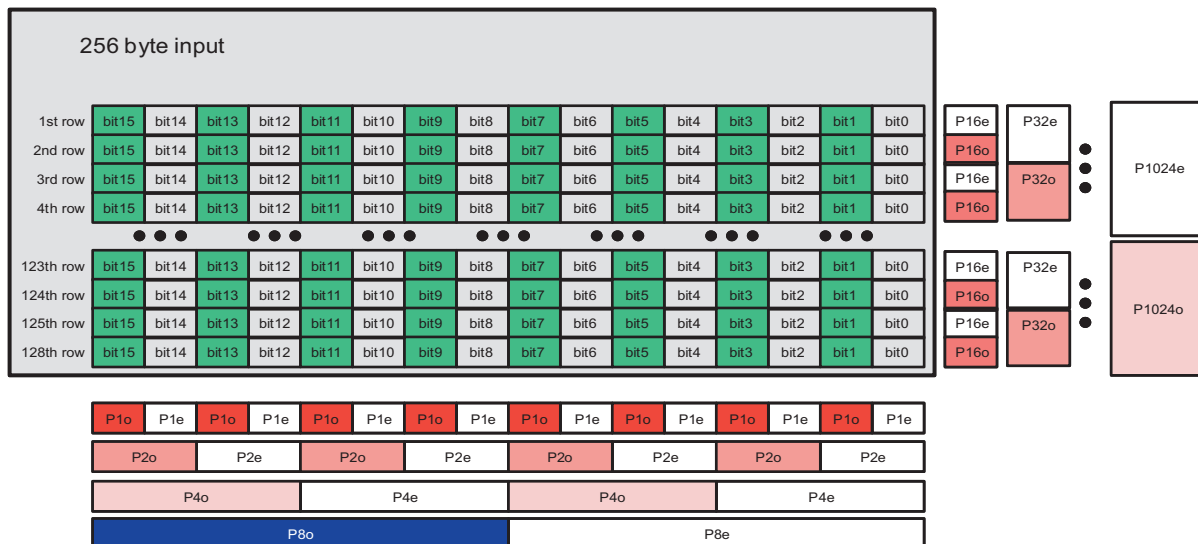 256 byte input
1st row bit15 bit14 bit13 bit12 bit11 bit10 bit9 bit8 bit7 bit6 bit5 bit4 bit3 bit2 bit1 bit0 P16e P32e
2nd row bit15 bit14 bit13 bit12 bit11 bit10 bit9 bit8 bit7 bit6 bit5 bit4 bit3 bit2 bit1 bit0 P16o
3rd row bit15 bit14 bit13 bit12 bit11 bit10 bit9 bit8 bit7 bit6 bit5 bit4 bit3 bit2 bit1 bit0 P16e P32o P1024e
4th row bit15 bit14 bit13 bit12 bit11 bit10 bit9 bit8 bit7 bit6 bit5 bit4 bit3 bit2 bit1 bit0 P16o
123th row bit15 bit14 bit13 bit12 bit11 bit10 bit9 bit8 bit7 bit6 bit5 bit4 bit3 bit2 bit1 bit0 P16e P32e
124th row bit15 bit14 bit13 bit12 bit11 bit10 bit9 bit8 bit7 bit6 bit5 bit4 bit3 bit2 bit1 bit0 P16o
125th row bit15 bit14 bit13 bit12 bit11 bit10 bit9 bit8 bit7 bit6 bit5 bit4 bit3 bit2 bit1 bit0 P16e P32o P1024o
128th row bit15 bit14 bit13 bit12 bit11 bit10 bit9 bit8 bit7 bit6 bit5 bit4 bit3 bit2 bit1 bit0 P16o
P1o P1e P1o P1e P1o P1e P1o P1e P1o P1e P1o P1e P1o P1e P1o P1e
P2o P2e P2o P2e P2o P2e P2o P2e
P4o P4e P4o P4e
P8o P8e